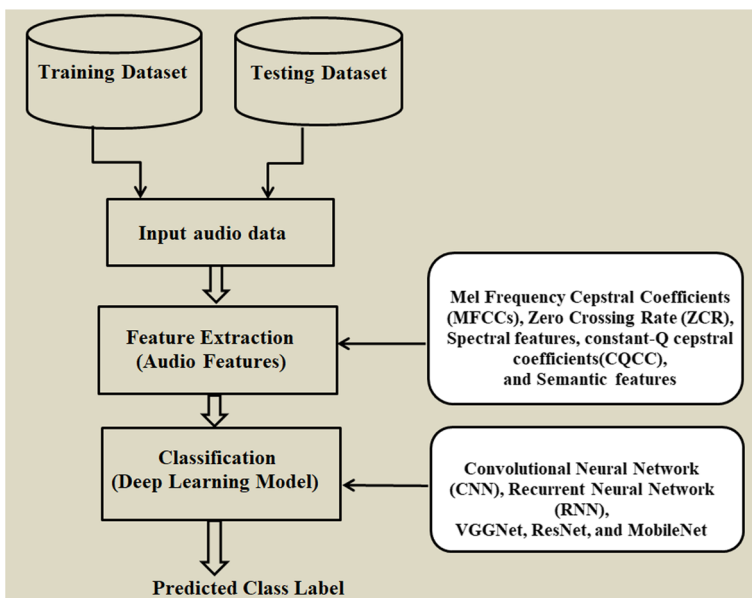 Training Dataset
Testing Dataset
Input audio data
Feature Extraction
(Audio Features)
Mel Frequency Cepstral Coefficients
(MFCCs), Zero Crossing Rate (ZCR),
Spectral features, constant-Q cepstral
coefficients(CQCC),
and Semantic features
Classification
(Deep Learning Model)
Convolutional Neural Network
(CNN), Recurrent Neural Network
(RNN),
VGGNet, ResNet, and MobileNet
Predicted Class Label